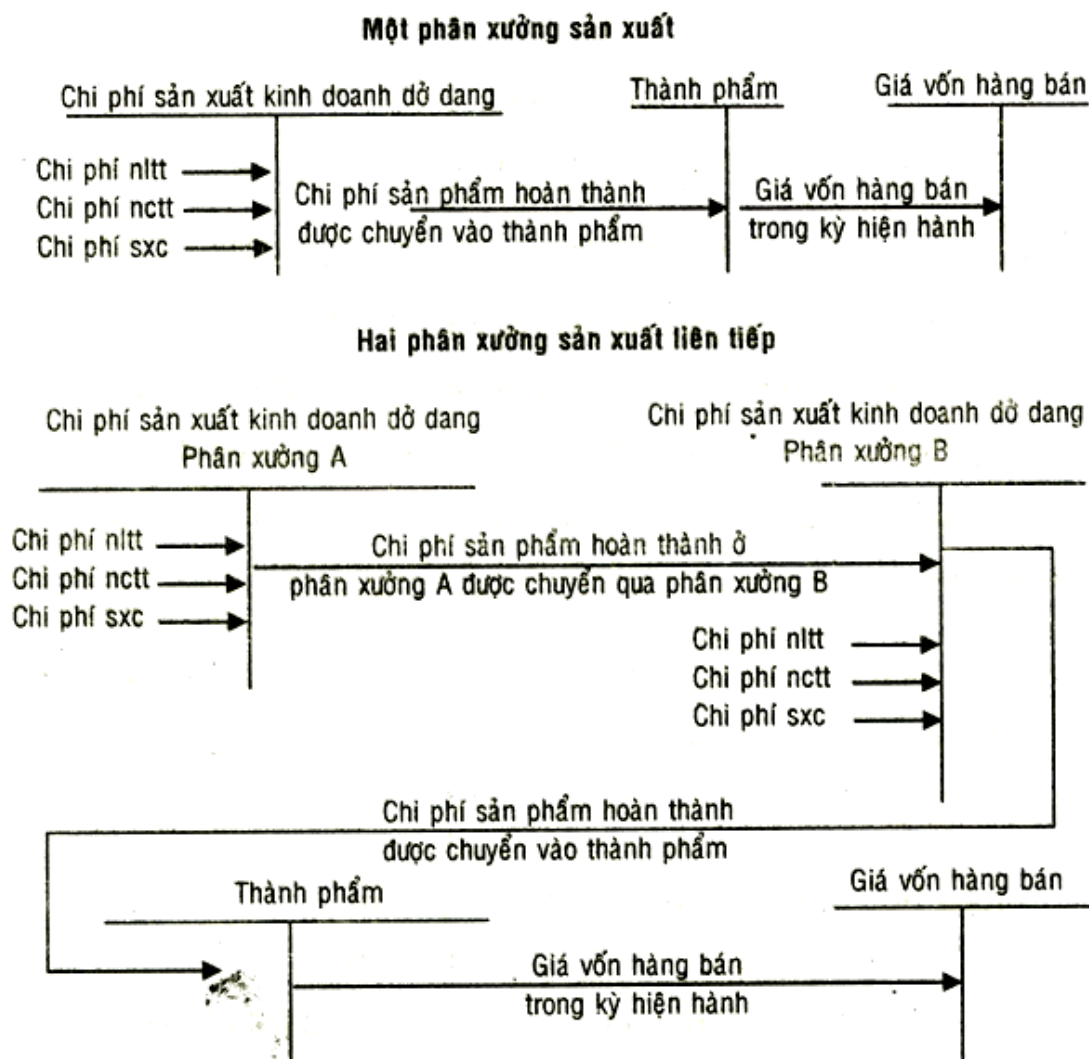 Một phân xưởng sản xuất
Chi phí sản xuất kinh doanh dở dang
Thành phẩm
Giá vốn hàng bán
Chi phí nltt
Chi phí nctt
Chi phí sxc
Chi phí sản phẩm hoàn thành
được chuyển vào thành phẩm
Giá vốn hàng bán
trong kỳ hiện hành
Hai phân xưởng sản xuất liên tiếp
Chi phí sản xuất kinh doanh dở dang
Phân xưởng A
Chi phí sản xuất kinh doanh dở dang
Phân xưởng B
Chi phí nltt
Chi phí nctt
Chi phí sxc
Chi phí sản phẩm hoàn thành ở
phân xưởng A được chuyển qua phân xưởng B
Chi phí nltt
Chi phí nctt
Chi phí sxc
Chi phí sản phẩm hoàn thành
được chuyển vào thành phẩm
Thành phẩm
Giá vốn hàng bán
Giá vốn hàng bán
trong kỳ hiện hành